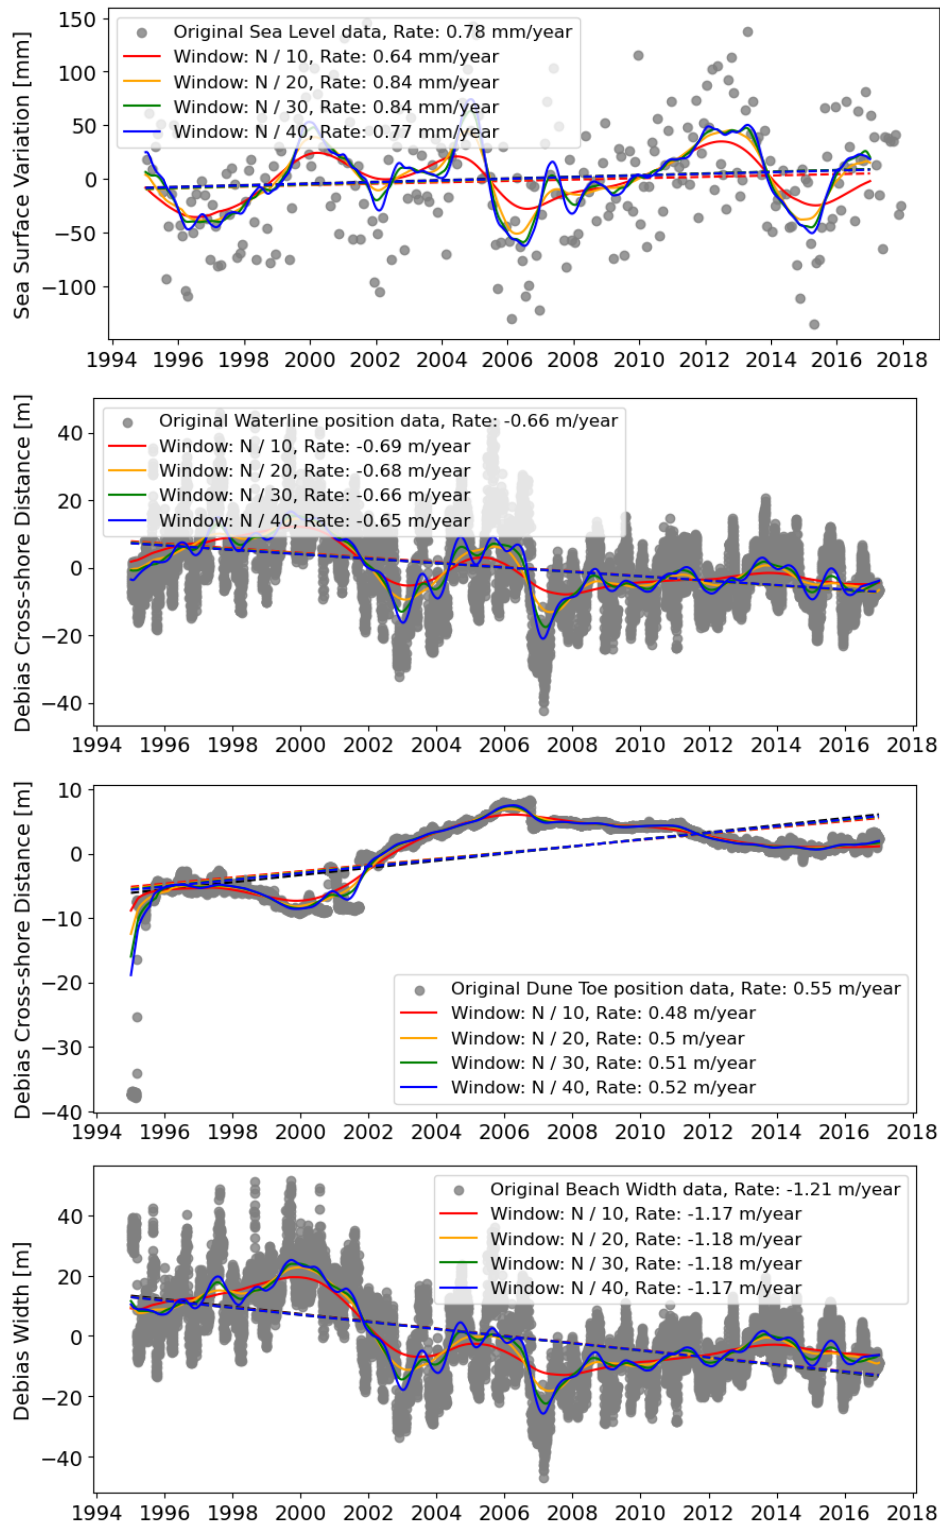 150
100
50
0
−50
−100
Sea Surface Variation [mm]
Original Sea Level data, Rate: 0.78 mm/year
Window: N / 10, Rate: 0.64 mm/year
Window: N / 20, Rate: 0.84 mm/year
Window: N / 30, Rate: 0.84 mm/year
Window: N / 40, Rate: 0.77 mm/year
1994 1996 1998 2000 2002 2004 2006 2008 2010 2012 2014 2016 2018
40
20
0
−20
−40
Debias Cross-shore Distance [m]
Original Waterline position data, Rate: -0.66 m/year
Window: N / 10, Rate: -0.69 m/year
Window: N / 20, Rate: -0.68 m/year
Window: N / 30, Rate: -0.66 m/year
Window: N / 40, Rate: -0.65 m/year
1994 1996 1998 2000 2002 2004 2006 2008 2010 2012 2014 2016 2018
10
0
−10
−20
−30
−40
Debias Cross-shore Distance [m]
Original Dune Toe position data, Rate: 0.55 m/year
Window: N / 10, Rate: 0.48 m/year
Window: N / 20, Rate: 0.5 m/year
Window: N / 30, Rate: 0.51 m/year
Window: N / 40, Rate: 0.52 m/year
1994 1996 1998 2000 2002 2004 2006 2008 2010 2012 2014 2016 2018
40
20
0
−20
−40
Debias Width [m]
Original Beach Width data, Rate: -1.21 m/year
Window: N / 10, Rate: -1.17 m/year
Window: N / 20, Rate: -1.18 m/year
Window: N / 30, Rate: -1.18 m/year
Window: N / 40, Rate: -1.17 m/year
1994 1996 1998 2000 2002 2004 2006 2008 2010 2012 2014 2016 2018